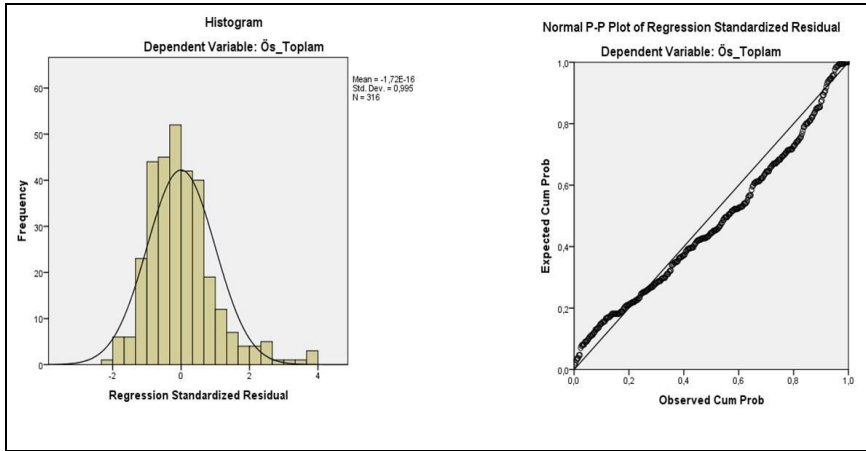 Histogram
Dependent Variable: Ös_Toplam
Mean = -1,72E-16
Std. Dev. = 0,995
N = 316
60
50
40
30
20
10
0
Frequency
-2
0
2
4
Regression Standardized Residual
Normal P-P Plot of Regression Standardized Residual
Dependent Variable: Ös_Toplam
1,0
0,8
0,6
0,4
0,2
0,0
Expected Cum Prob
0,0
0,2
0,4
0,6
0,8
1,0
Observed Cum Prob